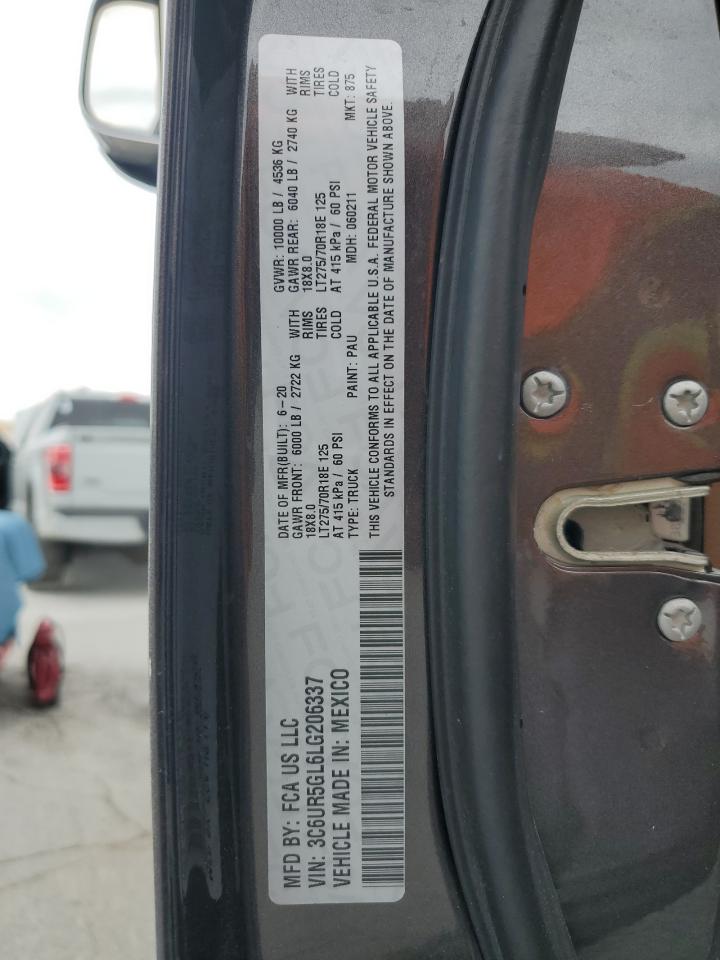 MFD BY: FCA US LLC
VIN: 3C6UR5GL6LG206337
VEHICLE MADE IN: MEXICO
DATE OF MFR(BUILT): 6-20 GVWR: 10000 LB / 4536 KG
GAWR FRONT: 6000 LB / 2722 KG WITH GAWR REAR: 6040 LB / 2740 KG WITH
18X8.0 RIMS 18X8.0 RIMS
LT275/70R18E 125 TIRES LT275/70R18E 125 TIRES
AT 415 kPa / 60 PSI COLD AT 415 kPa / 60 PSI COLD
TYPE: TRUCK PAINT: PAU MDH: 060211 MKT: 875
THIS VEHICLE CONFORMS TO ALL APPLICABLE U.S.A. FEDERAL MOTOR VEHICLE SAFETY
STANDARDS IN EFFECT ON THE DATE OF MANUFACTURE SHOWN ABOVE.